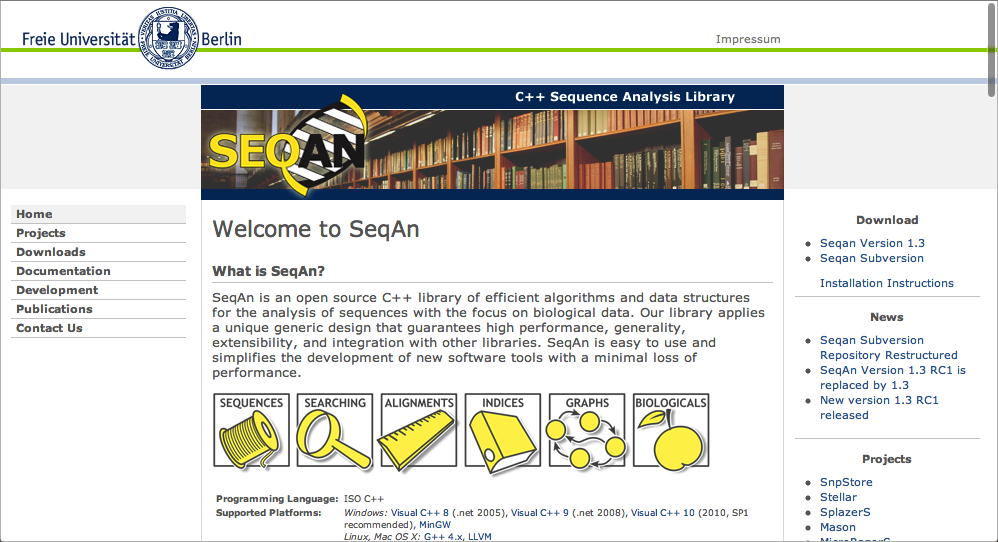 Freie Universität Berlin
Impressum
C++ Sequence Analysis Library
SEQAN
Home
Projects
Downloads
Documentation
Development
Publications
Contact Us
Welcome to SeqAn
What is SeqAn?
SeqAn is an open source C++ library of efficient algorithms and data structures
for the analysis of sequences with the focus on biological data. Our library applies
a unique generic design that guarantees high performance, generality,
extensibility, and integration with other libraries. SeqAn is easy to use and
simplifies the development of new software tools with a minimal loss of
performance.
SEQUENCES SEARCHING ALIGNMENTS INDICES GRAPHS BIOLOGICALS
Programming Language: ISO C++
Supported Platforms: Windows: Visual C++ 8 (.net 2005), Visual C++ 9 (.net 2008), Visual C++ 10 (2010, SP1
recommended), MinGW
Linux, Mac OS X: G++ 4.x, LLVM
Download
Seqan Version 1.3
Seqan Subversion
Installation Instructions
News
Seqan Subversion
Repository Restructured
SeqAn Version 1.3 RC1 is
replaced by 1.3
New version 1.3 RC1
released
Projects
SnpStore
Stellar
SplazerS
Mason